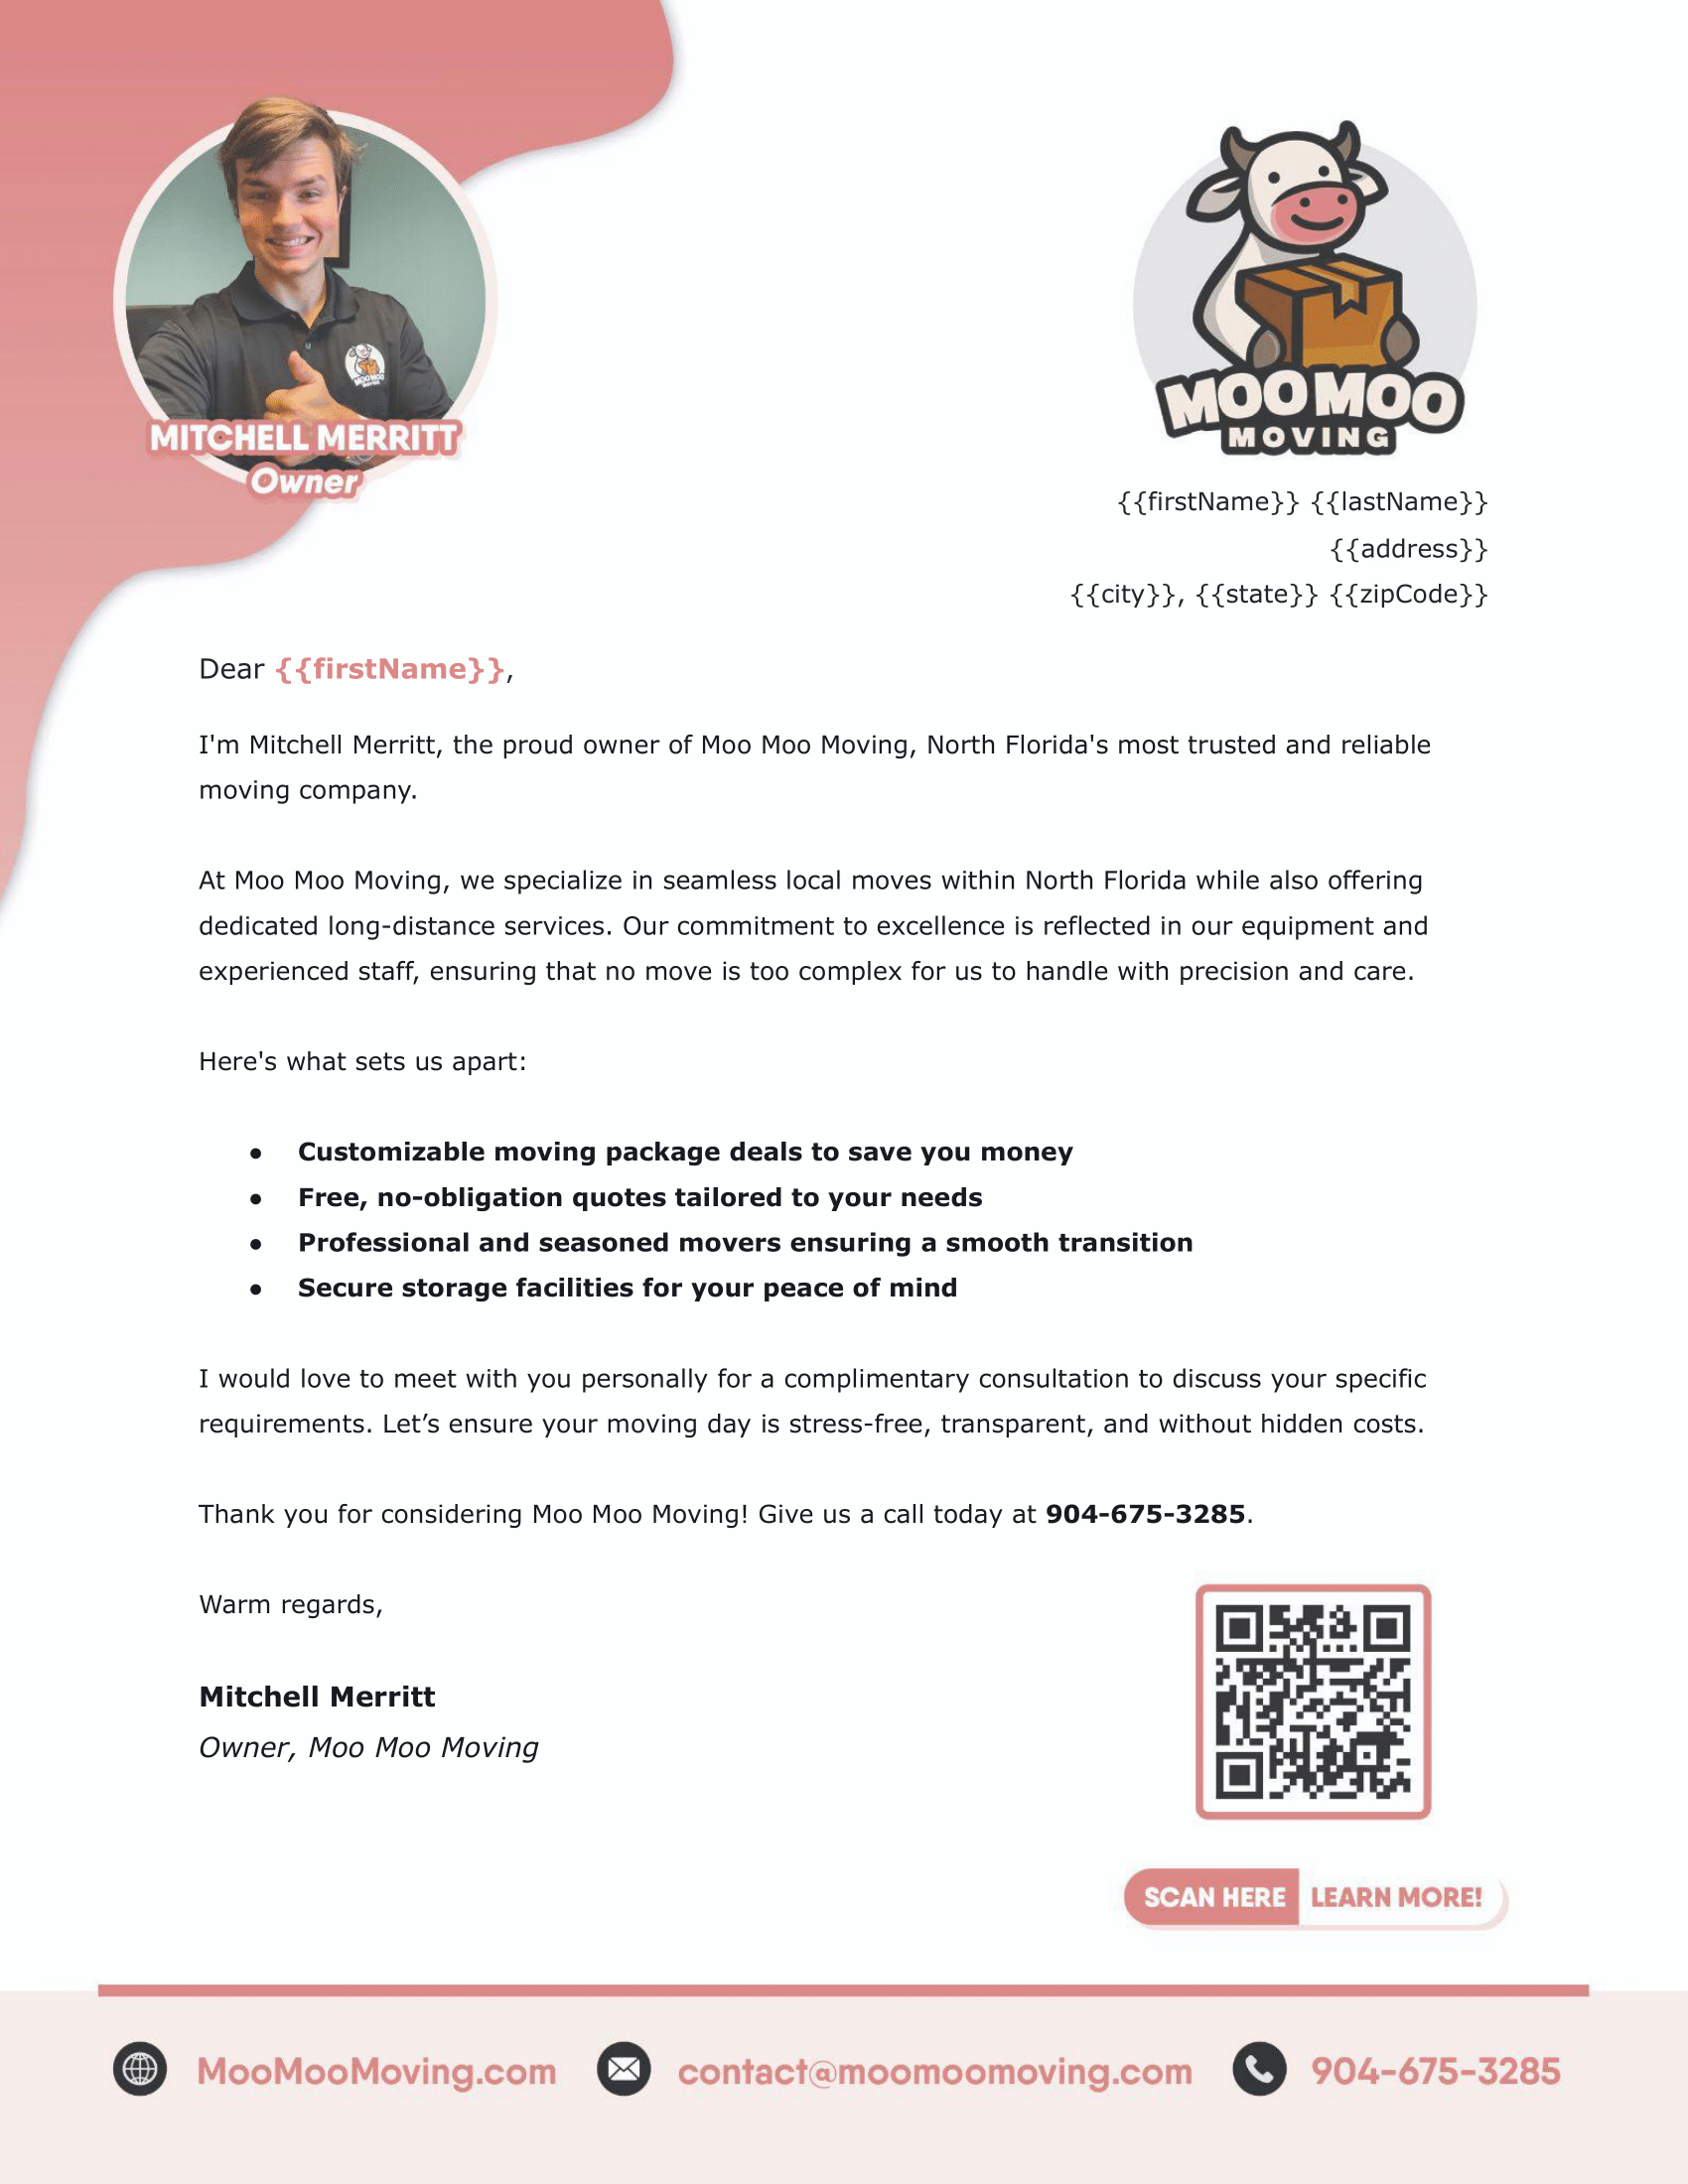 MITCHELL MERRITT
Owner
MOO MOO
MOVING
{{firstName}} {{lastName}}
{{address}}
{{city}}, {{state}} {{zipCode}}
Dear {{firstName}},
I'm Mitchell Merritt, the proud owner of Moo Moo Moving, North Florida's most trusted and reliable
moving company.
At Moo Moo Moving, we specialize in seamless local moves within North Florida while also offering
dedicated long-distance services. Our commitment to excellence is reflected in our equipment and
experienced staff, ensuring that no move is too complex for us to handle with precision and care.
Here's what sets us apart:
● Customizable moving package deals to save you money
● Free, no-obligation quotes tailored to your needs
● Professional and seasoned movers ensuring a smooth transition
● Secure storage facilities for your peace of mind
I would love to meet with you personally for a complimentary consultation to discuss your specific
requirements. Let’s ensure your moving day is stress-free, transparent, and without hidden costs.
Thank you for considering Moo Moo Moving! Give us a call today at 904-675-3285.
Warm regards,
Mitchell Merritt
Owner, Moo Moo Moving
SCAN HERE LEARN MORE!
MooMooMoving.com contact@moomoomoving.com 904-675-3285